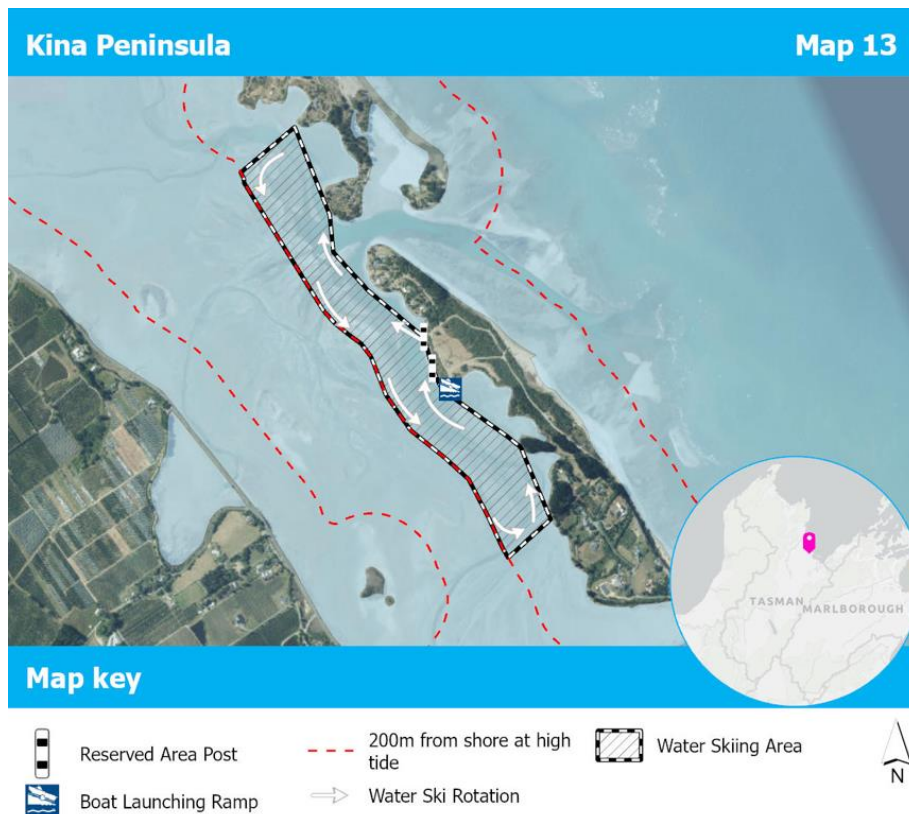 Kina Peninsula
Map 13
TASMAN
MARLBOROUGH
Map key
Reserved Area Post
200m from shore at high
tide
Water Skiing Area
Boat Launching Ramp
Water Ski Rotation
N